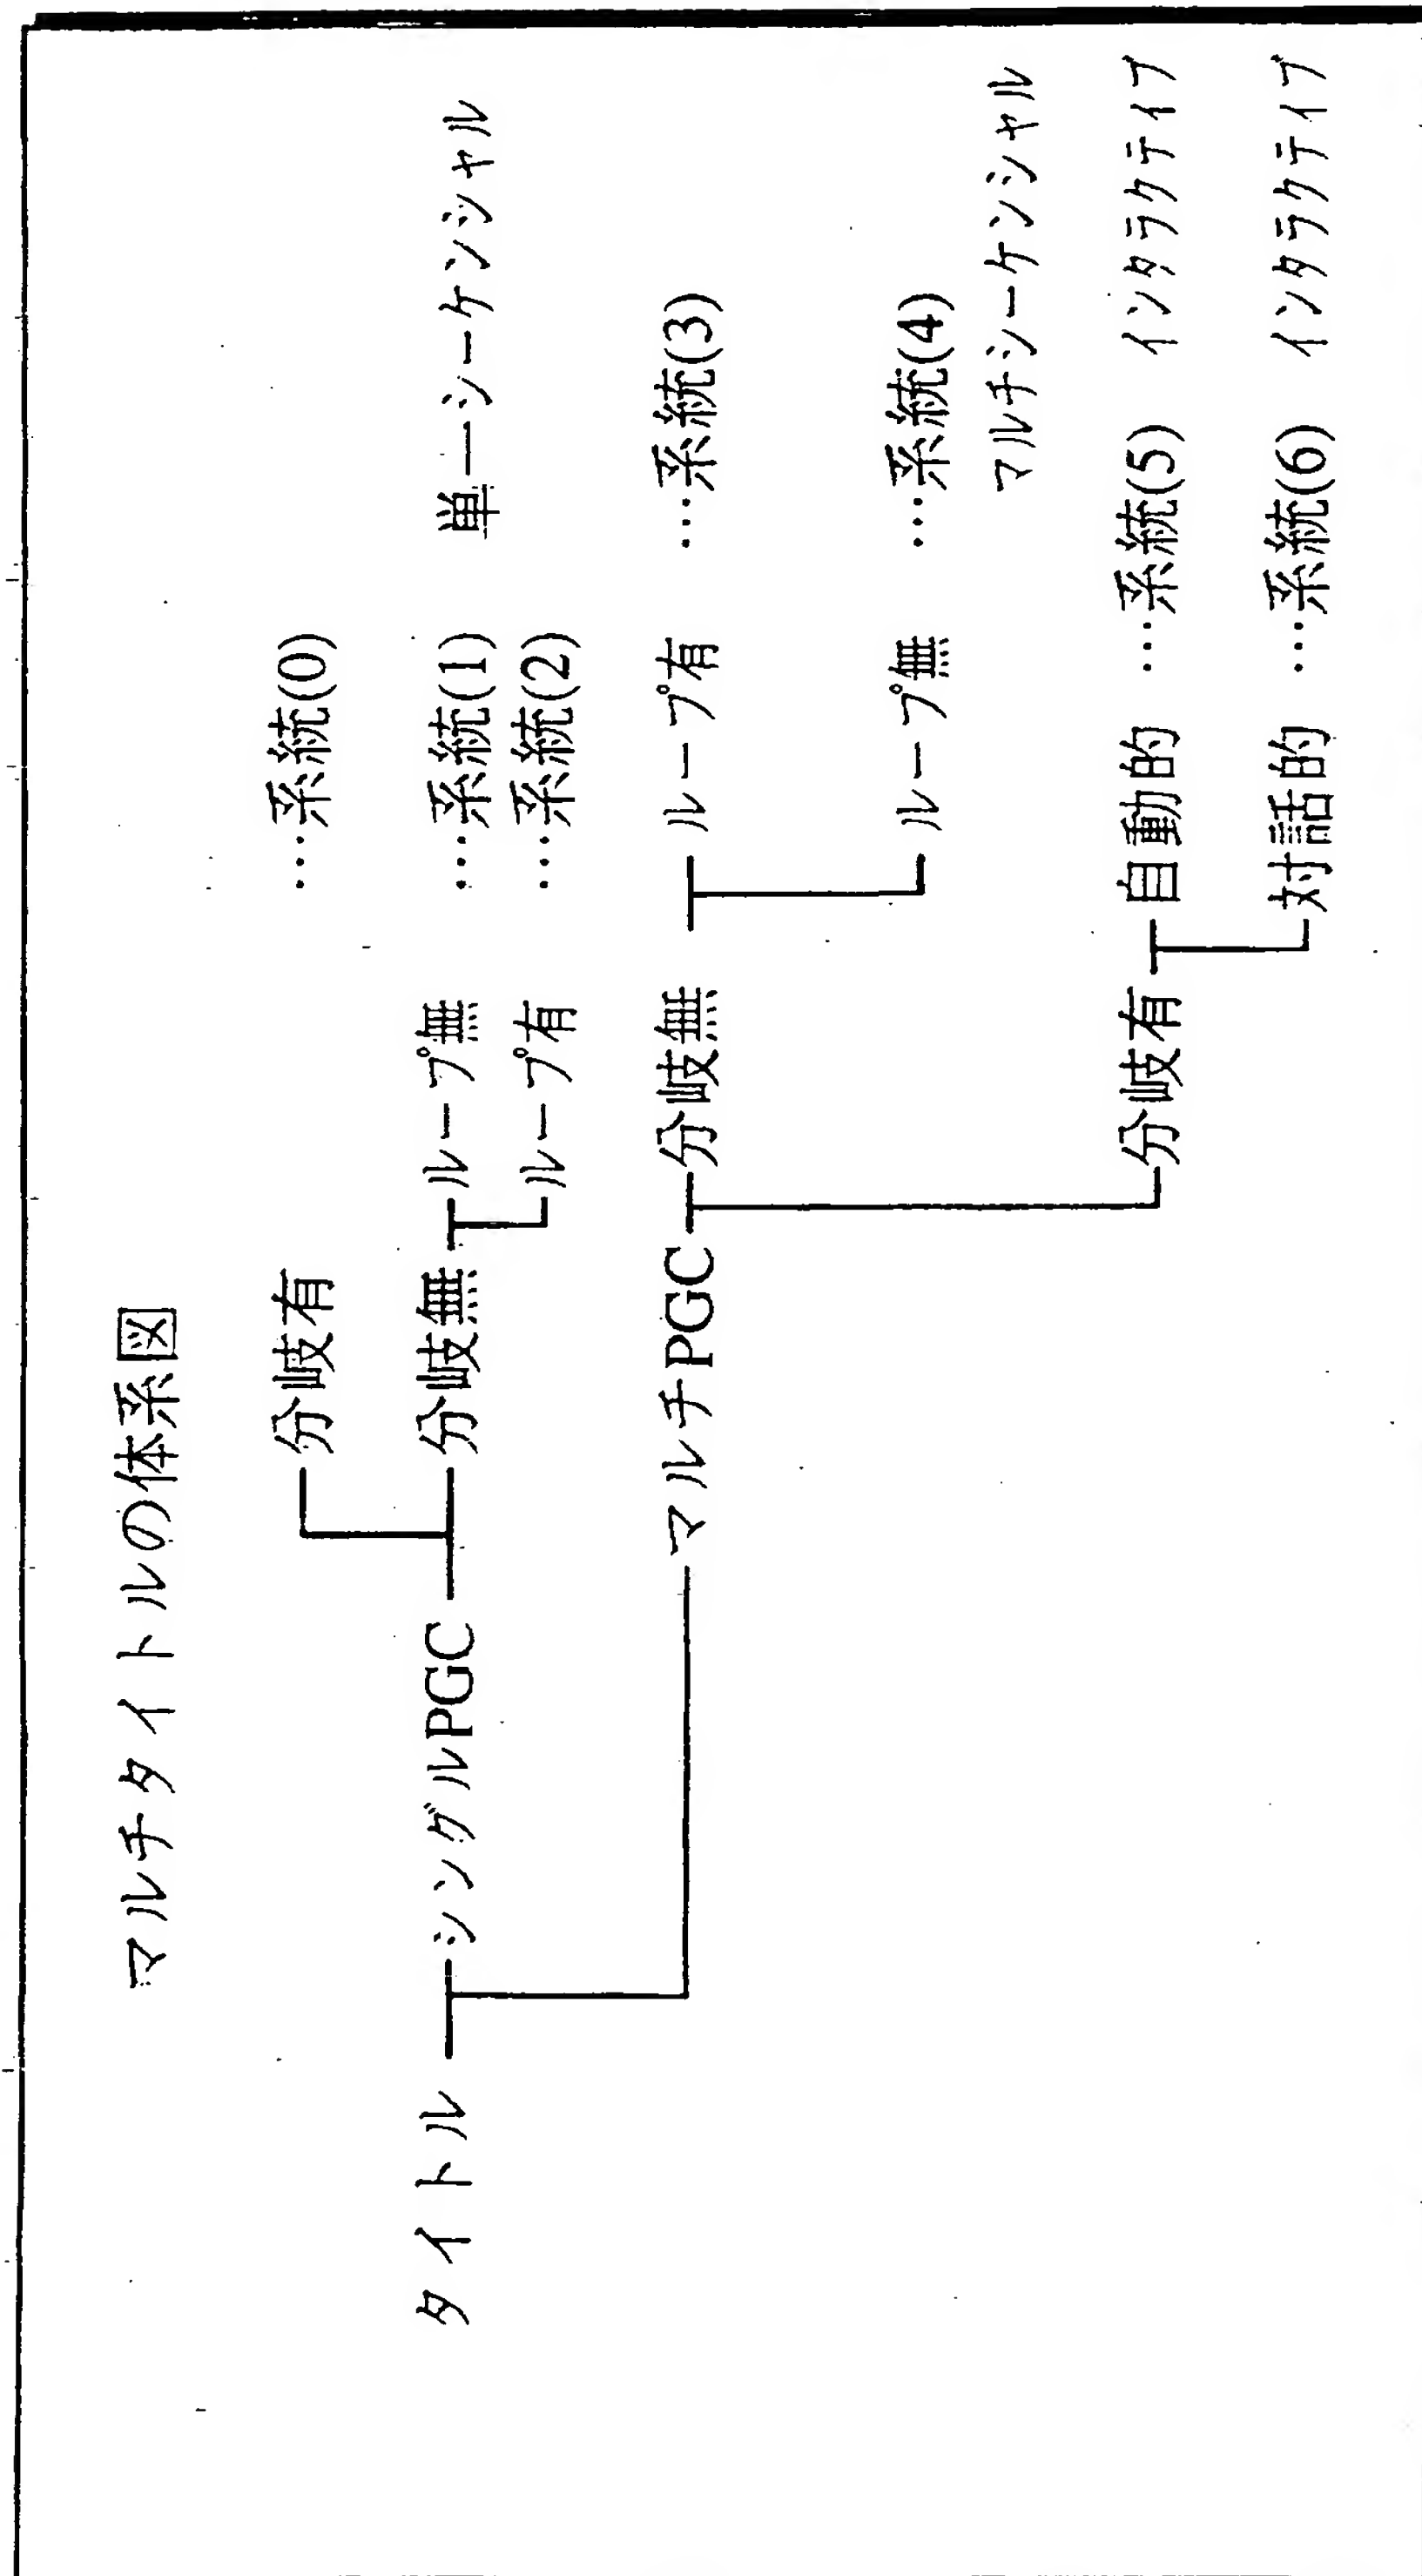 マルチタイトルの体系図
分岐有 …系統(0)
タイトル シングルPGC 分岐無 ループ無 …系統(1) 単一シーケンシャル
ループ有 …系統(2)
マルチPGC 分岐無 ループ有 …系統(3)
ループ無 …系統(4)
マルチシーケンシャル
分岐有 自動的 …系統(5) インタラクティブ
対話的 …系統(6) インタラクティブ